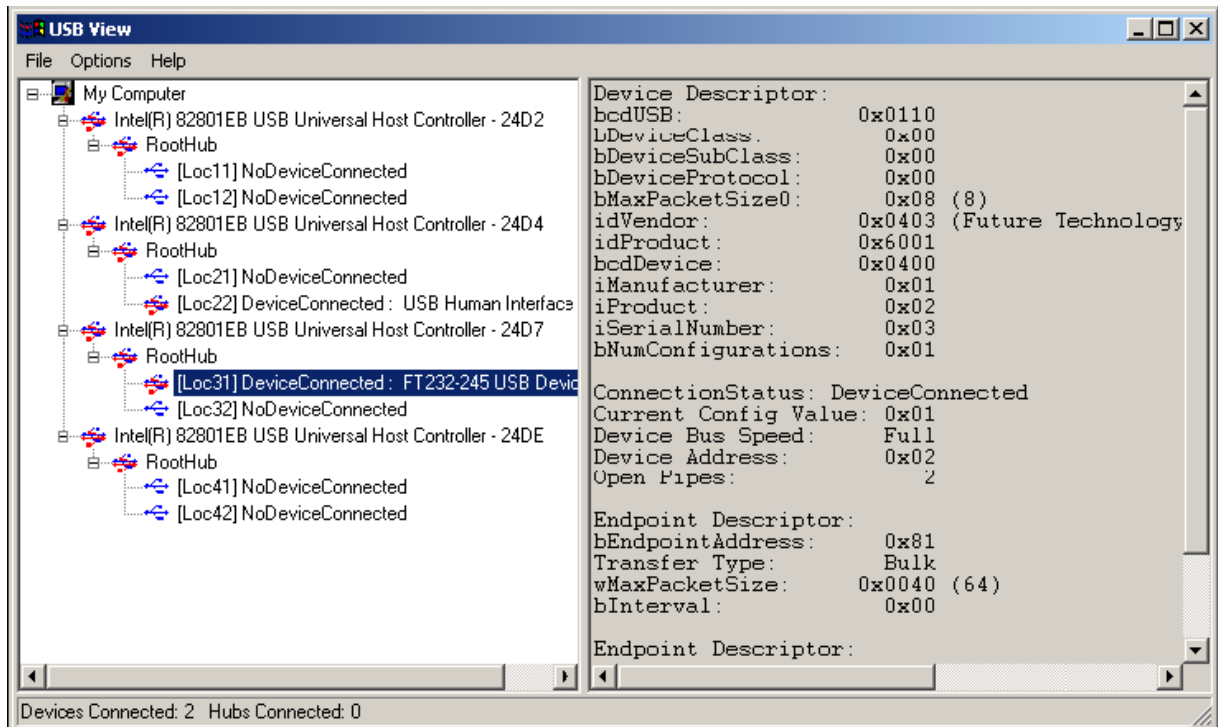 USB View
File Options Help
My Computer
Intel(R) 82801EB USB Universal Host Controller - 24D2
RootHub
[Loc11] NoDeviceConnected
[Loc12] NoDeviceConnected
Intel(R) 82801EB USB Universal Host Controller - 24D4
RootHub
[Loc21] NoDeviceConnected
[Loc22] DeviceConnected : USB Human Interface
Intel(R) 82801EB USB Universal Host Controller - 24D7
RootHub
[Loc31] DeviceConnected : FT232-245 USB Devic
[Loc32] NoDeviceConnected
Intel(R) 82801EB USB Universal Host Controller - 24DE
RootHub
[Loc41] NoDeviceConnected
[Loc42] NoDeviceConnected
Device Descriptor:
bcdUSB: 0x0110
bDeviceClass: 0x00
bDeviceSubClass: 0x00
bDeviceProtocol: 0x00
bMaxPacketSize0: 0x08 (8)
idVendor: 0x0403 (Future Technology
idProduct: 0x6001
bcdDevice: 0x0400
iManufacturer: 0x01
iProduct: 0x02
iSerialNumber: 0x03
bNumConfigurations: 0x01
ConnectionStatus: DeviceConnected
Current Config Value: 0x01
Device Bus Speed: Full
Device Address: 0x02
Open Pipes: 2
Endpoint Descriptor:
bEndpointAddress: 0x81
Transfer Type: Bulk
wMaxPacketSize: 0x0040 (64)
bInterval: 0x00
Endpoint Descriptor:
Devices Connected: 2 Hubs Connected: 0